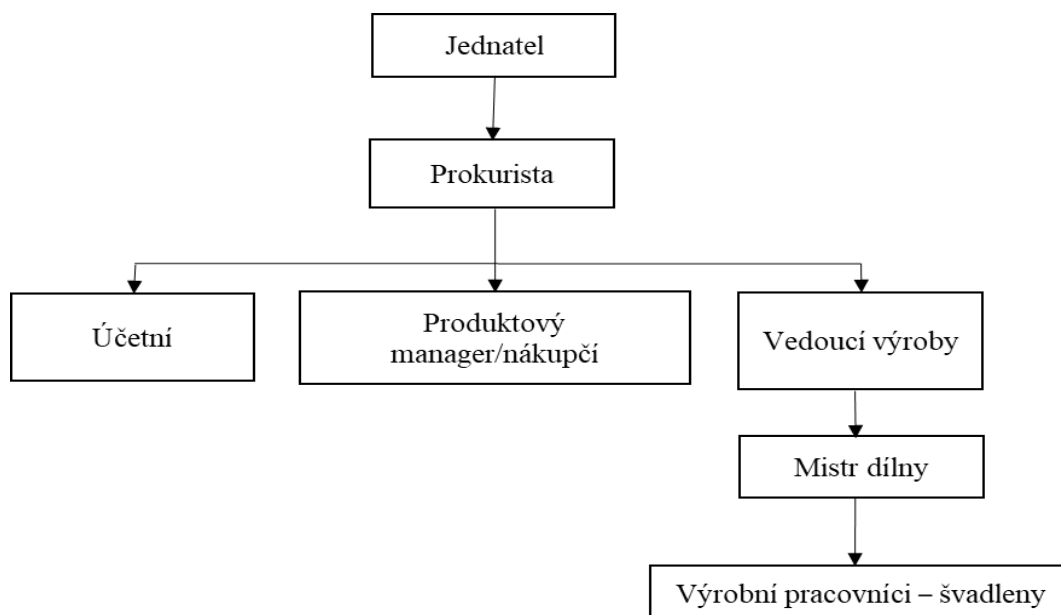 Jednatel
Prokurista
Účetní
Produktový
manager/nákupčí
Vedoucí výroby
Mistr dílny
Výrobní pracovníci – švadleny